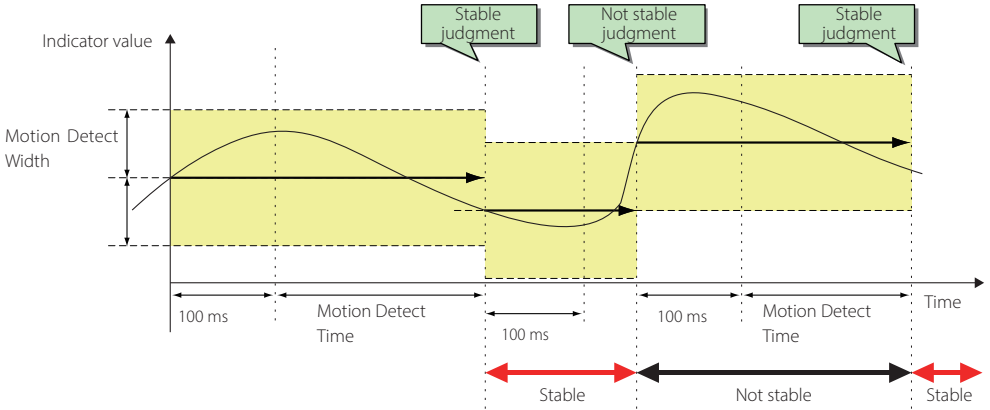 Stable
judgment
Not stable
judgment
Stable
judgment
Indicator value
Motion Detect
Width
Time
100 ms
Motion Detect
Time
100 ms
100 ms
Motion Detect
Time
Stable
Not stable
Stable